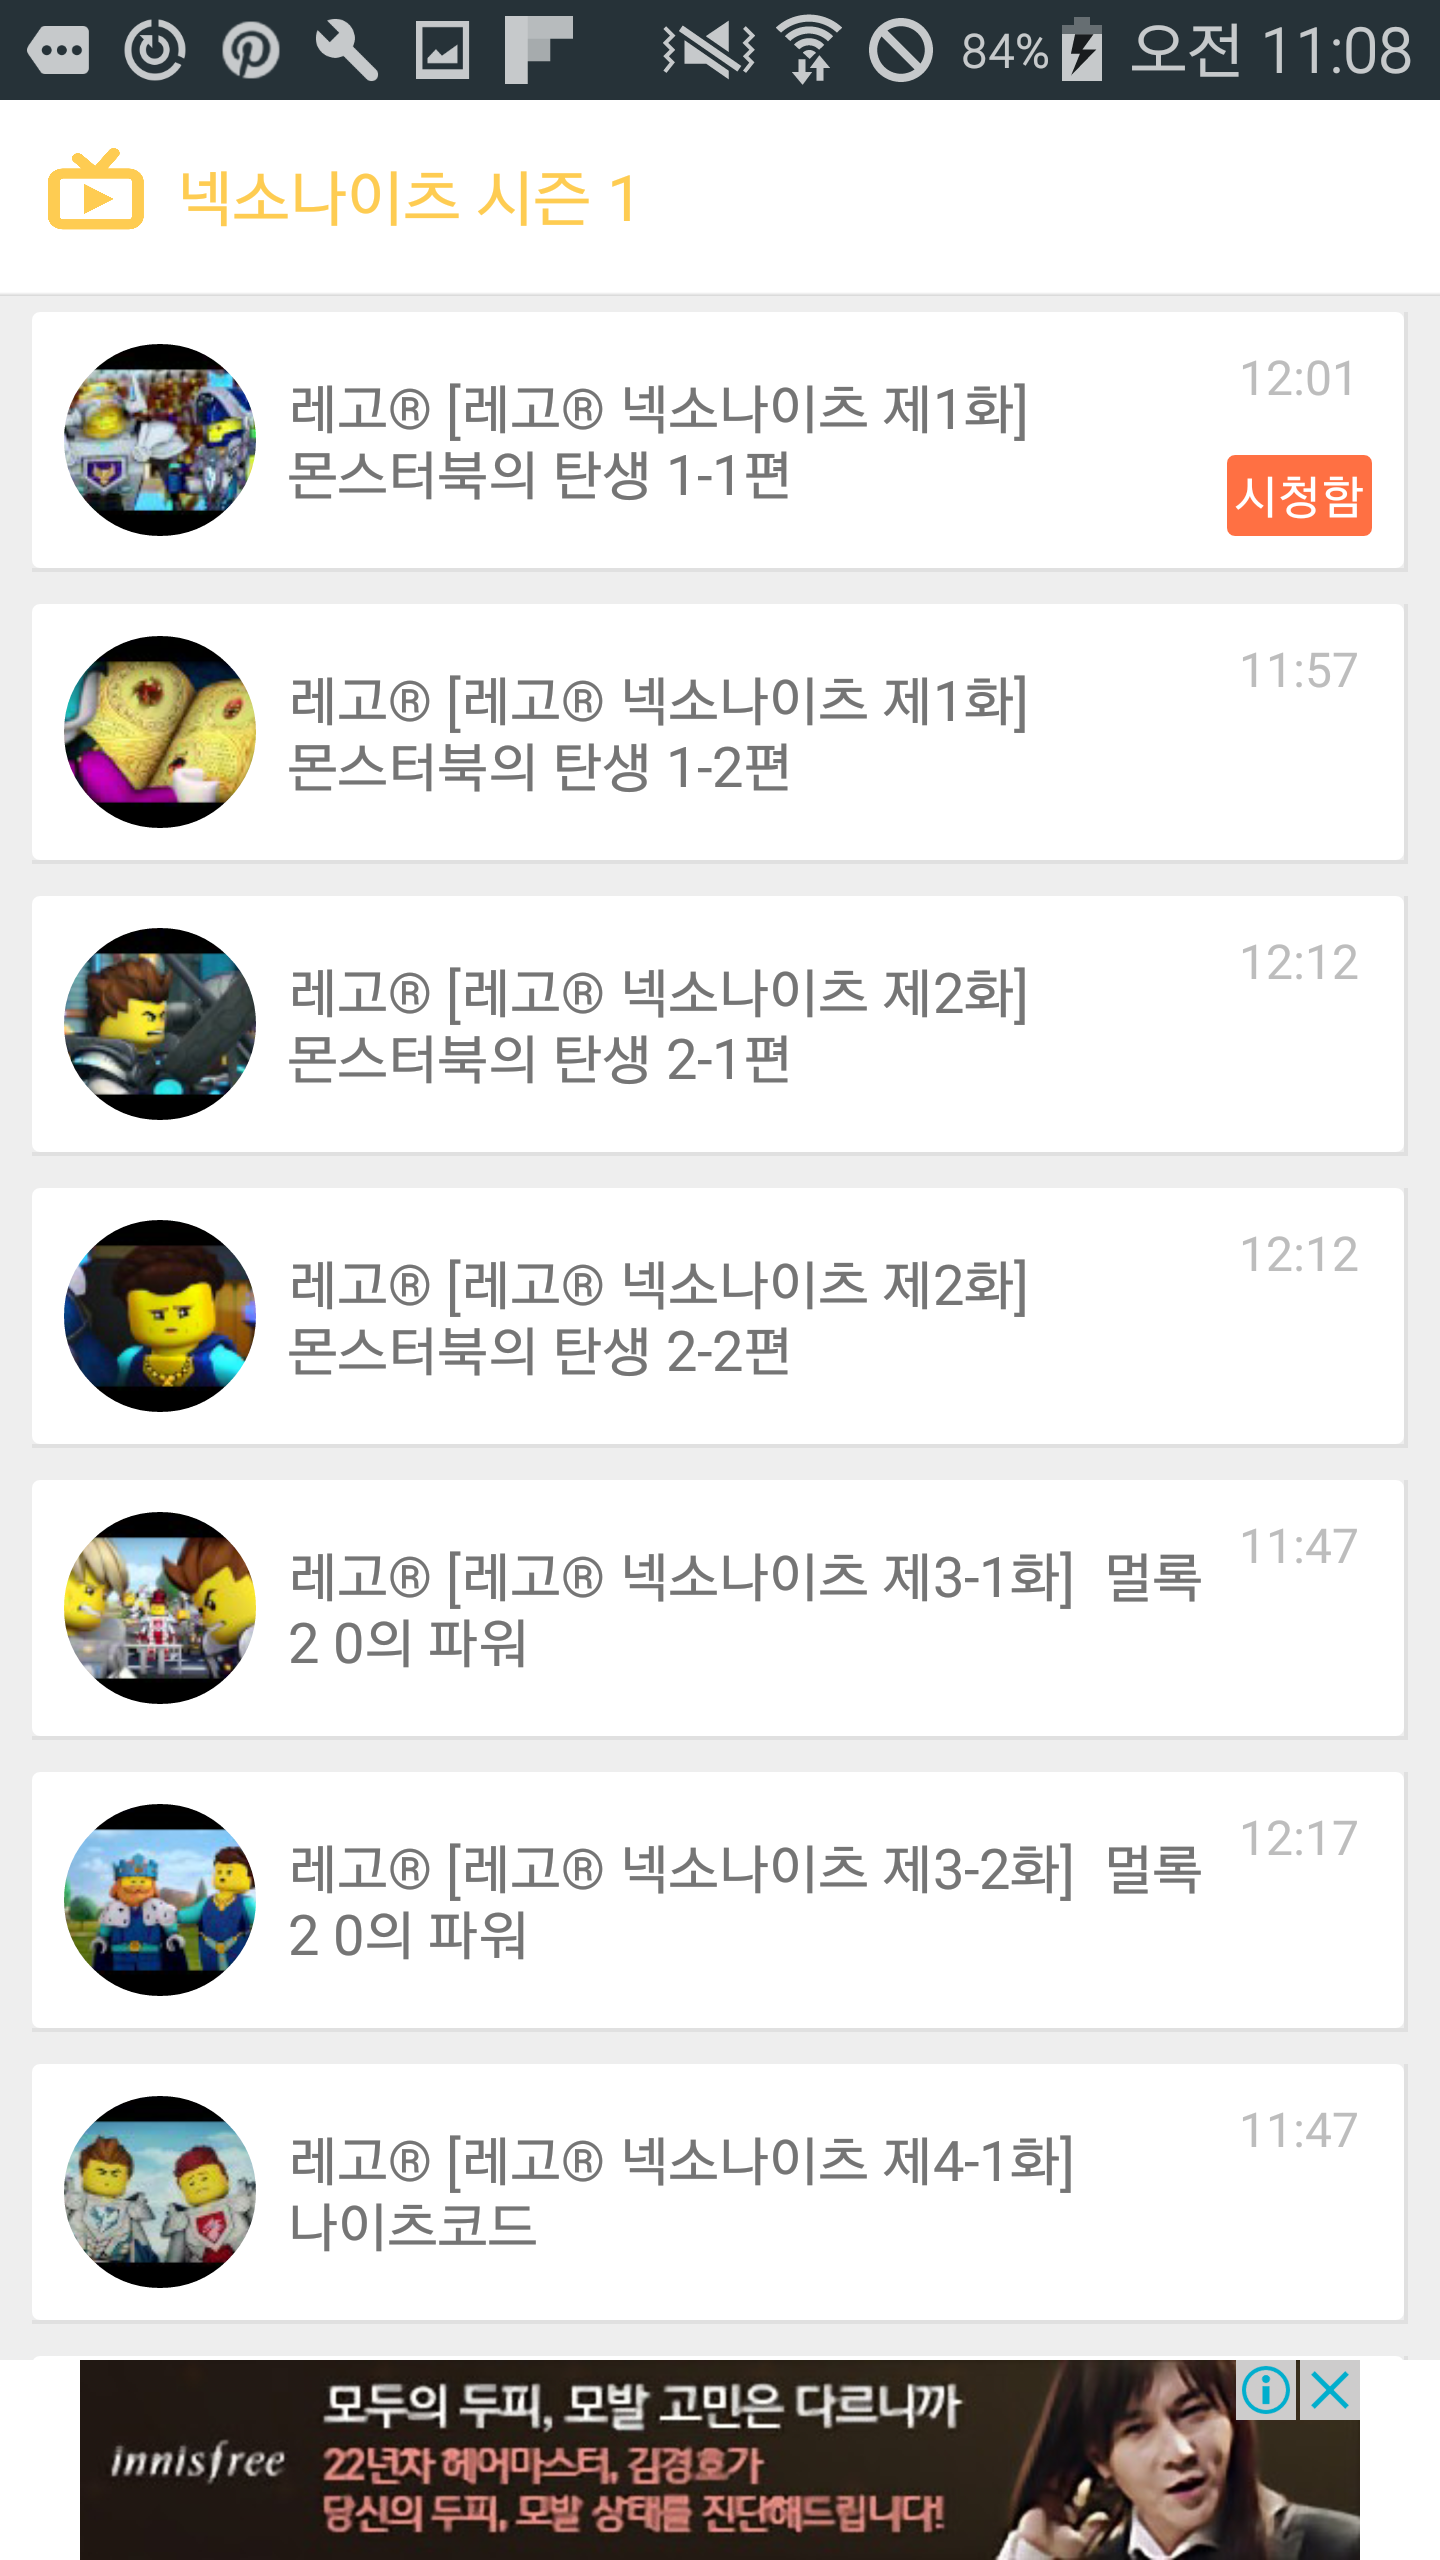 84% 오전 11:08
넥소나이츠 시즌 1
레고® [레고® 넥소나이츠 제1화]
몬스터북의 탄생 1-1편
12:01
시청함
레고® [레고® 넥소나이츠 제1화]
몬스터북의 탄생 1-2편
11:57
레고® [레고® 넥소나이츠 제2화]
몬스터북의 탄생 2-1편
12:12
레고® [레고® 넥소나이츠 제2화]
몬스터북의 탄생 2-2편
12:12
레고® [레고® 넥소나이츠 제3-1화] 멀록
2 0의 파워
11:47
레고® [레고® 넥소나이츠 제3-2화] 멀록
2 0의 파워
12:17
레고® [레고® 넥소나이츠 제4-1화]
나이츠코드
11:47
innisfree
모두의 두피, 모발 고민은 다르니까
22년차 헤어마스터, 김경호가
당신의 두피, 모발 상태를 진단해드립니다!